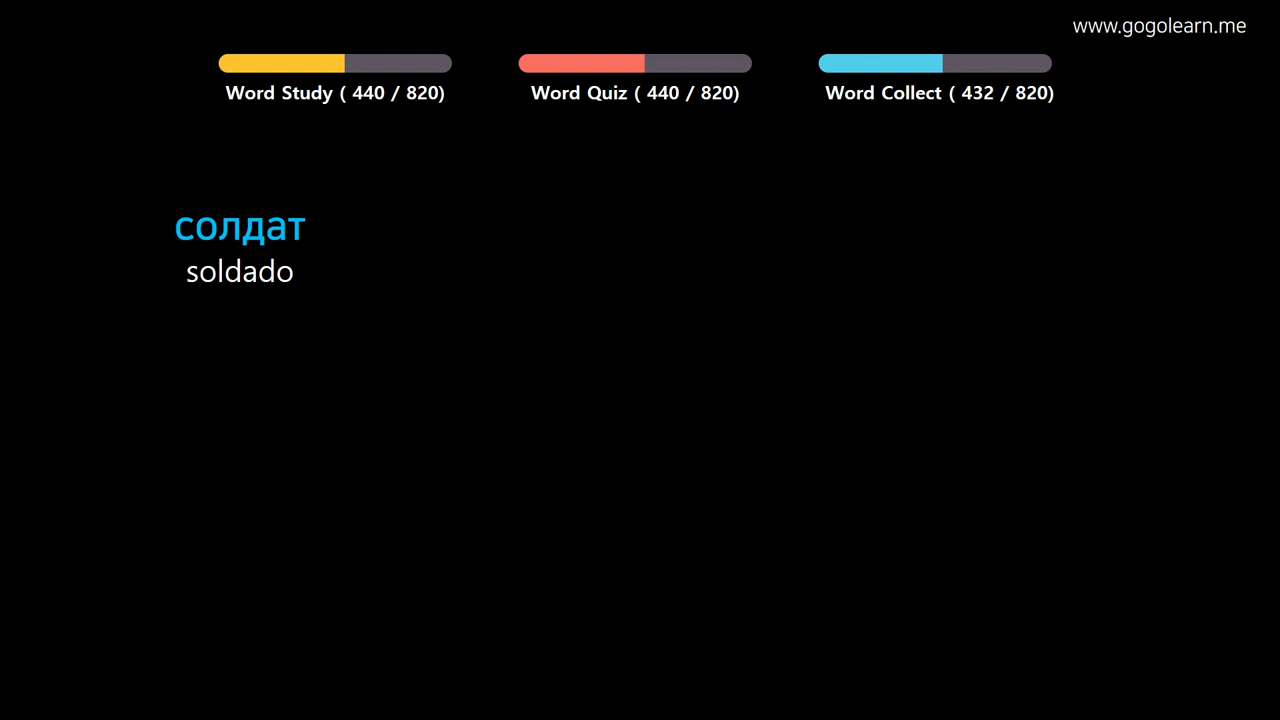 www.gogolearn.me
Word Study ( 440 / 820)
Word Quiz ( 440 / 820)
Word Collect ( 432 / 820)
солдат
soldado